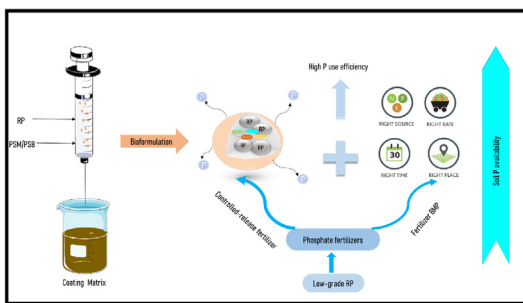 RP
PSM/PSB
Coating Matrix
Bioformulation
P
P
P
P
RP
RP
RP
High P use efficiency
RIGHT SOURCE
RIGHT RATE
30
RIGHT TIME
RIGHT PLACE
Controlled-release fertilizer
Fertilizer BMP
Phosphate fertilizers
Low-grade RP
Soil P availability